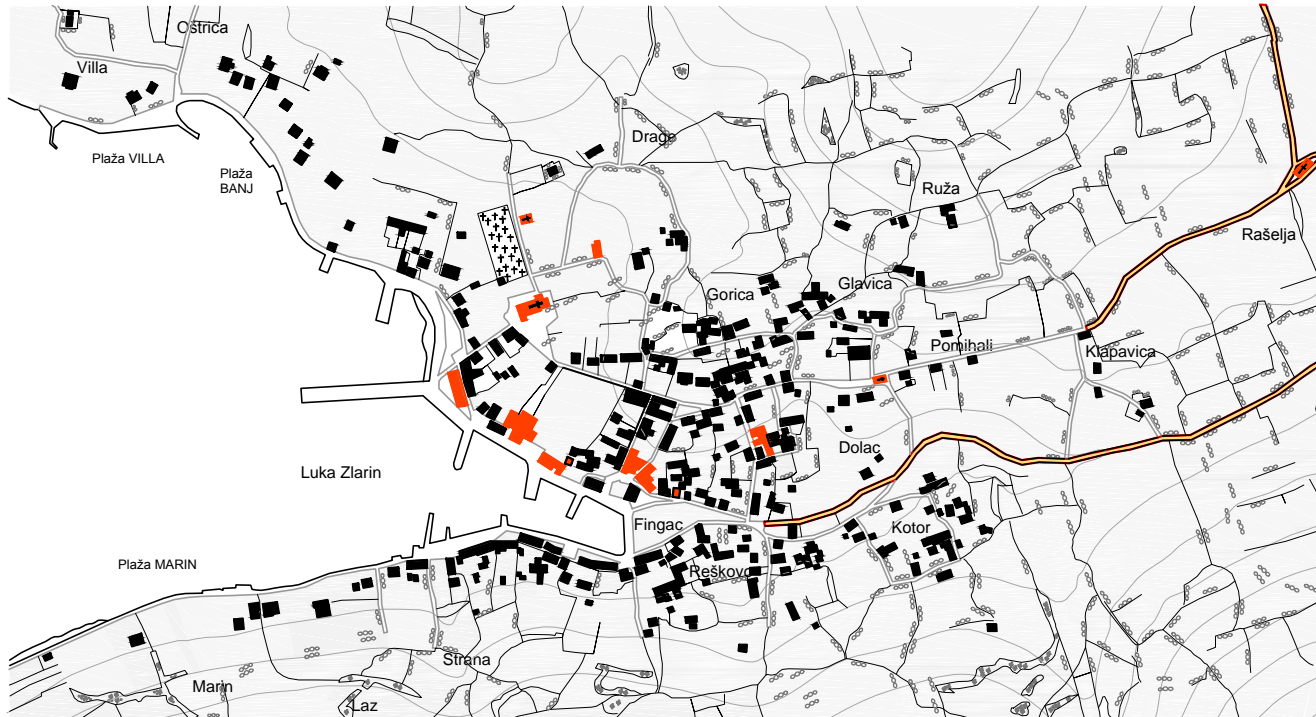 Oštrica
Villa
Plaža VILLA
Plaža
BANJ
Drage
Ruža
Rašelja
Gorica
Glavica
Pomihali
Klapavica
Dolac
Luka Zlarin
Fingac
Kotor
Plaža MARIN
Reškovo
Strana
Marin
Laz